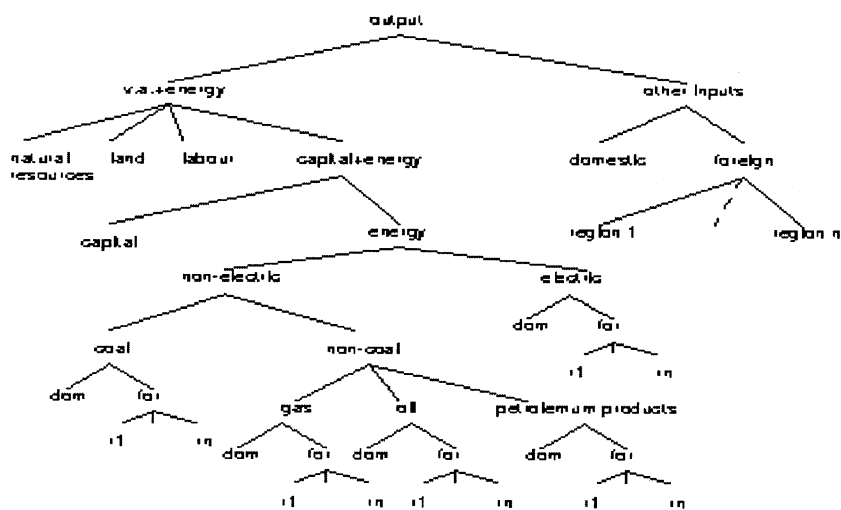 output
v.a.+energy
other inputs
natural resources
land
labour
capital+energy
domestic
foreign
capital
energy
region 1
region n
non-electric
electric
dom
for
coal
non-coal
r1
rn
dom
for
gas
oil
petrolemum products
r1
rn
dom
for
dom
for
dom
for
r1
rn
r1
rn
r1
rn